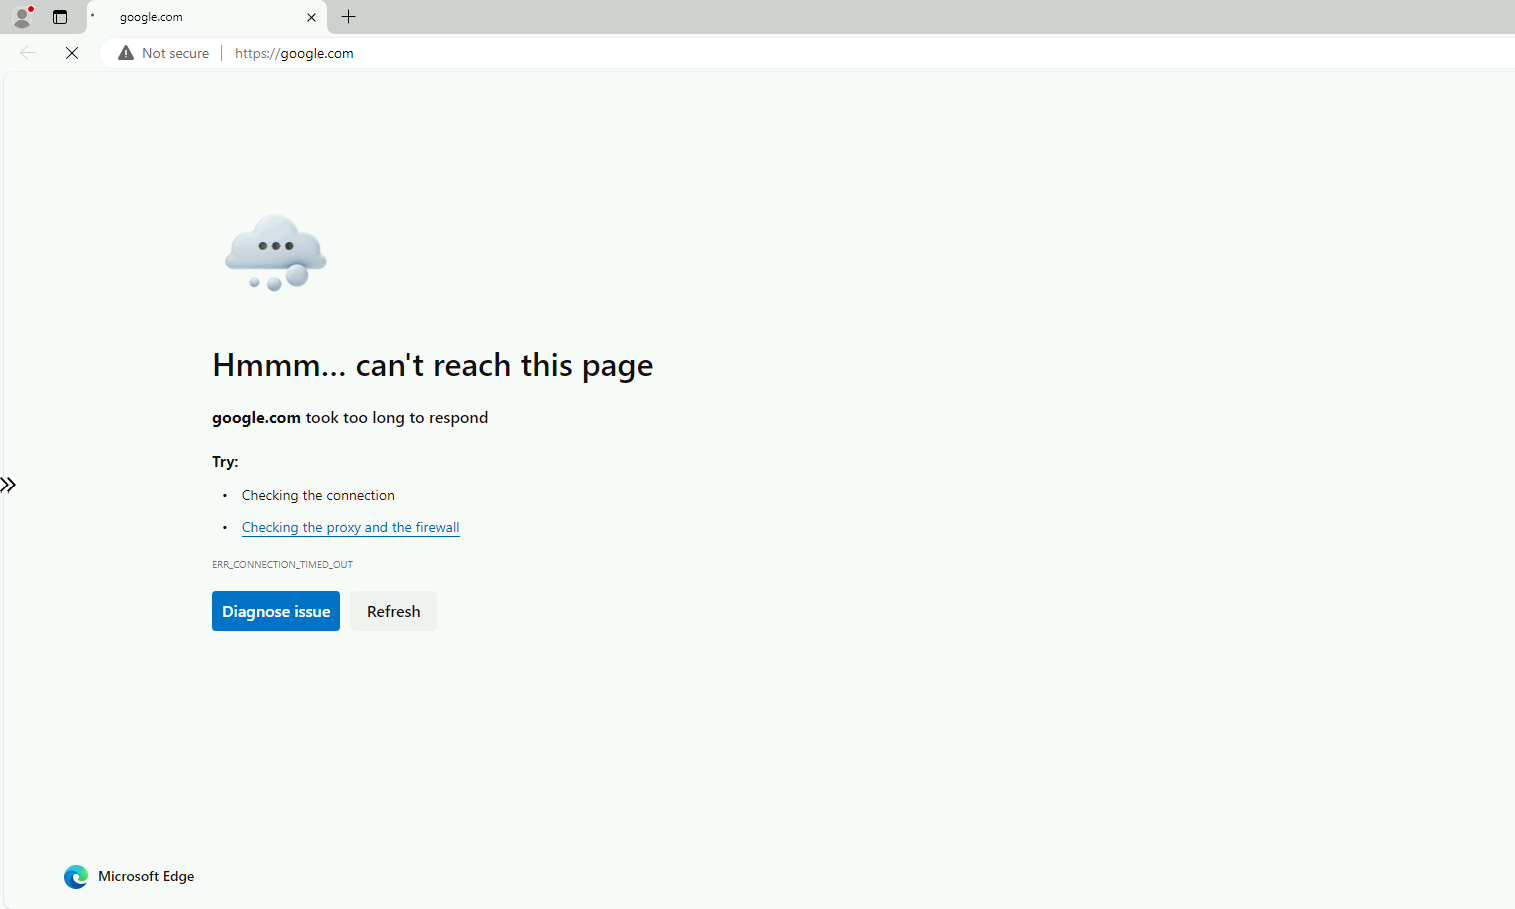 google.com
Not secure
https://google.com
Hmmm... can't reach this page
google.com took too long to respond
Try:
• Checking the connection
• Checking the proxy and the firewall
ERR_CONNECTION_TIMED_OUT
Diagnose issue
Refresh
Microsoft Edge